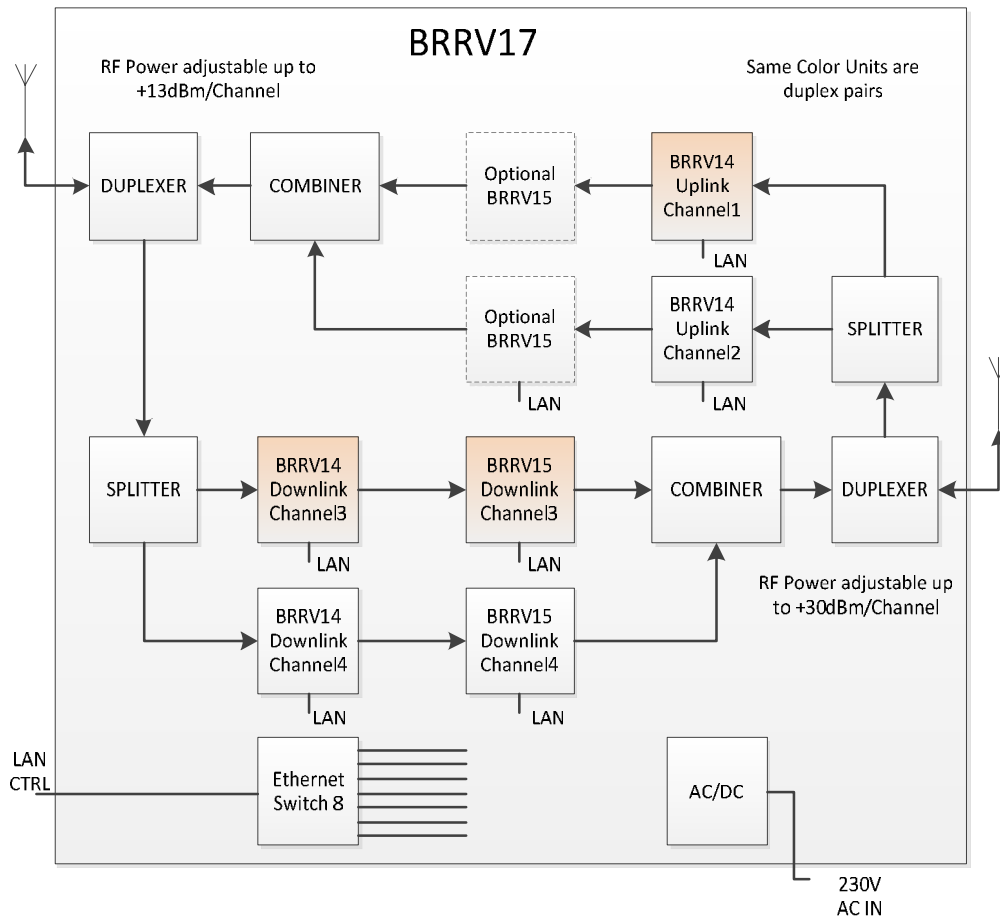 BRRV17
RF Power adjustable up to
+13dBm/Channel
Same Color Units are
duplex pairs
DUPLEXER
COMBINER
Optional
BRRV15
BRRV14
Uplink
Channel1
LAN
Optional
BRRV15
BRRV14
Uplink
Channel2
SPLITTER
LAN
LAN
SPLITTER
BRRV14
Downlink
Channel3
BRRV15
Downlink
Channel3
COMBINER
DUPLEXER
LAN
LAN
RF Power adjustable up
to +30dBm/Channel
BRRV14
Downlink
Channel4
BRRV15
Downlink
Channel4
LAN
LAN
LAN
CTRL
Ethernet
Switch 8
AC/DC
230V
AC IN